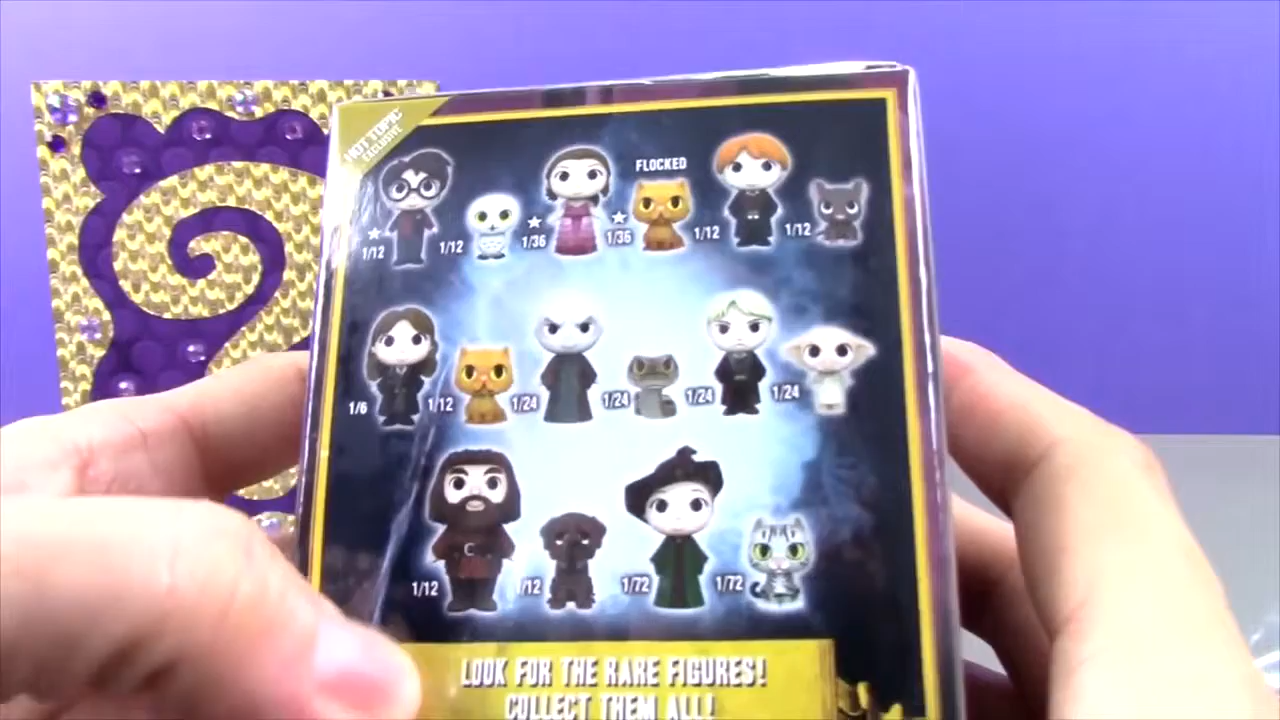 HOT TOPIC
EXCLUSIVE
FLOCKED
1/12 1/12 1/36 1/36 1/12 1/12
1/6 1/12 1/24 1/24 1/24 1/24
1/12 1/12 1/72 1/72
LOOK FOR THE RARE FIGURES!
COLLECT THEM ALL!